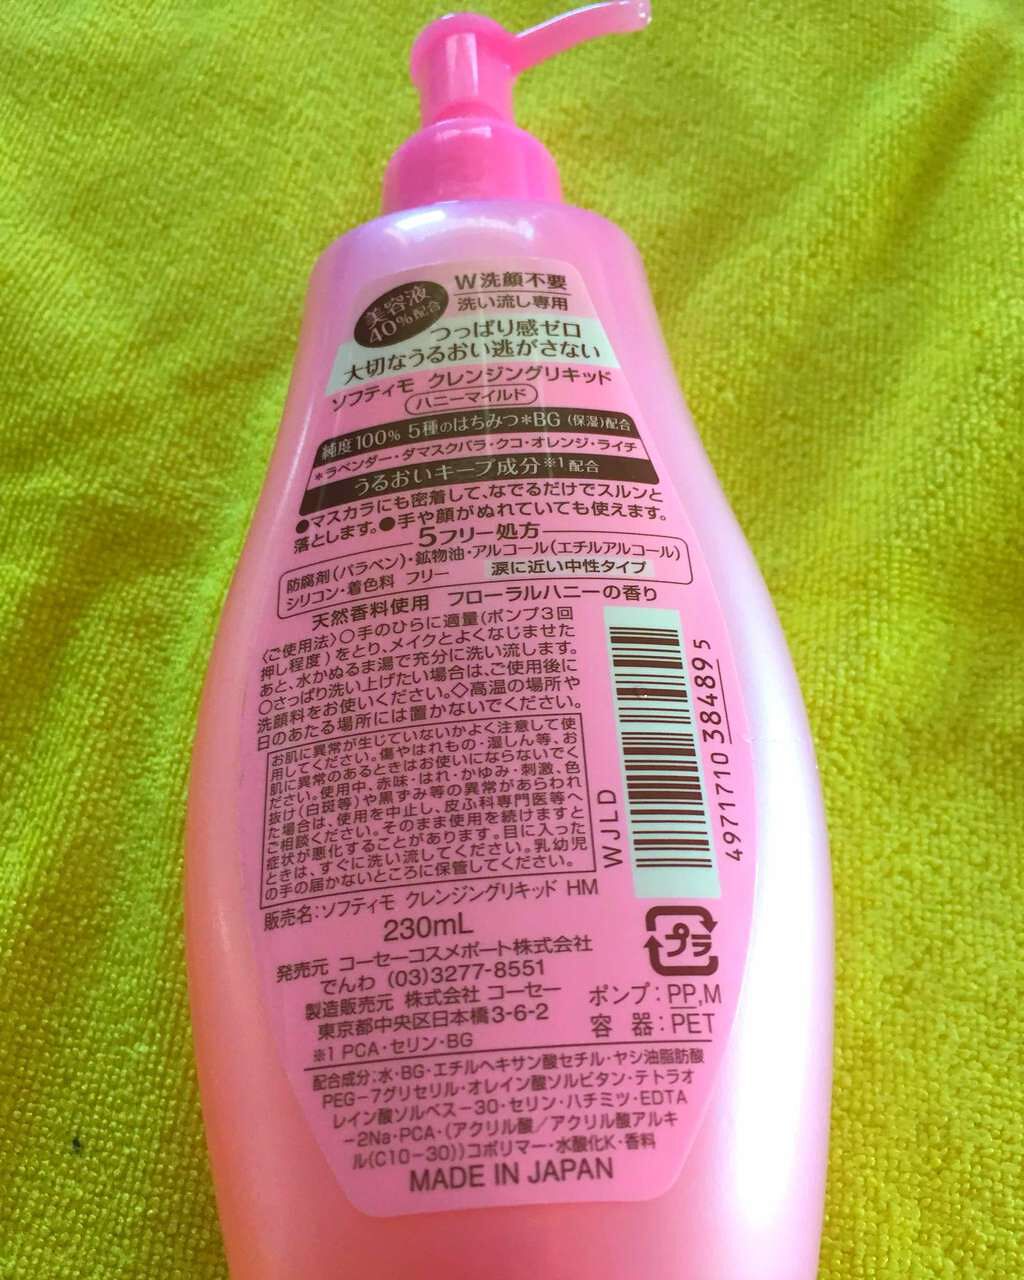 美容液
40%配合
W洗顔不要
洗い流し専用
つっぱり感ゼロ
大切なうるおい逃がさない
ソフティモ クレンジングリキッド
ハニーマイルド
純度100% 5種のはちみつ*BG(保湿)配合
*ラベンダー・ダマスクバラ・クコ・オレンジ・ライチ
うるおいキープ成分※1配合
●マスカラにも密着して、なでるだけでスルンと
落とします。●手や顔がぬれていても使えます。
5フリー処方
防腐剤(パラベン)・鉱物油・アルコール(エチルアルコール)
シリコン・着色料 フリー 涙に近い中性タイプ
天然香料使用 フローラルハニーの香り
〈ご使用法〉○手のひらに適量(ポンプ3回
押し程度)をとり、メイクとよくなじませた
あと、水かぬるま湯で充分に洗い流します。
○さっぱり洗い上げたい場合は、ご使用後に
洗顔料をお使いください。◇高温の場所や
日のあたる場所には置かないでください。
お肌に異常が生じていないかよく注意して使
用してください。傷やはれもの・湿しん等、お
肌に異常のあるときはお使いにならないでく
ださい。使用中、赤味・はれ・かゆみ・刺激、色
抜け(白斑等)や黒ずみ等の異常があらわれ
た場合は、使用を中止し、皮ふ科専門医等へ
ご相談ください。そのまま使用を続けますと
症状が悪化することがあります。目に入った
ときは、すぐに洗い流してください。乳幼児
の手の届かないところに保管してください。
WJLD
4971710 384895
販売名:ソフティモ クレンジングリキッド HM
230mL
発売元 コーセーコスメポート株式会社
でんわ (03)3277-8551
製造販売元 株式会社 コーセー
東京都中央区日本橋3-6-2
プラ
ポンプ:PP,M
容器:PET
※1 PCA・セリン・BG
配合成分:水・BG・エチルヘキサン酸セチル・ヤシ油脂肪酸
PEG-7グリセリル・オレイン酸ソルビタン・テトラオ
レイン酸ソルベス-30・セリン・ハチミツ・EDTA
-2Na・PCA・(アクリル酸/アクリル酸アルキ
ル(C10-30))コポリマー・水酸化K・香料
MADE IN JAPAN